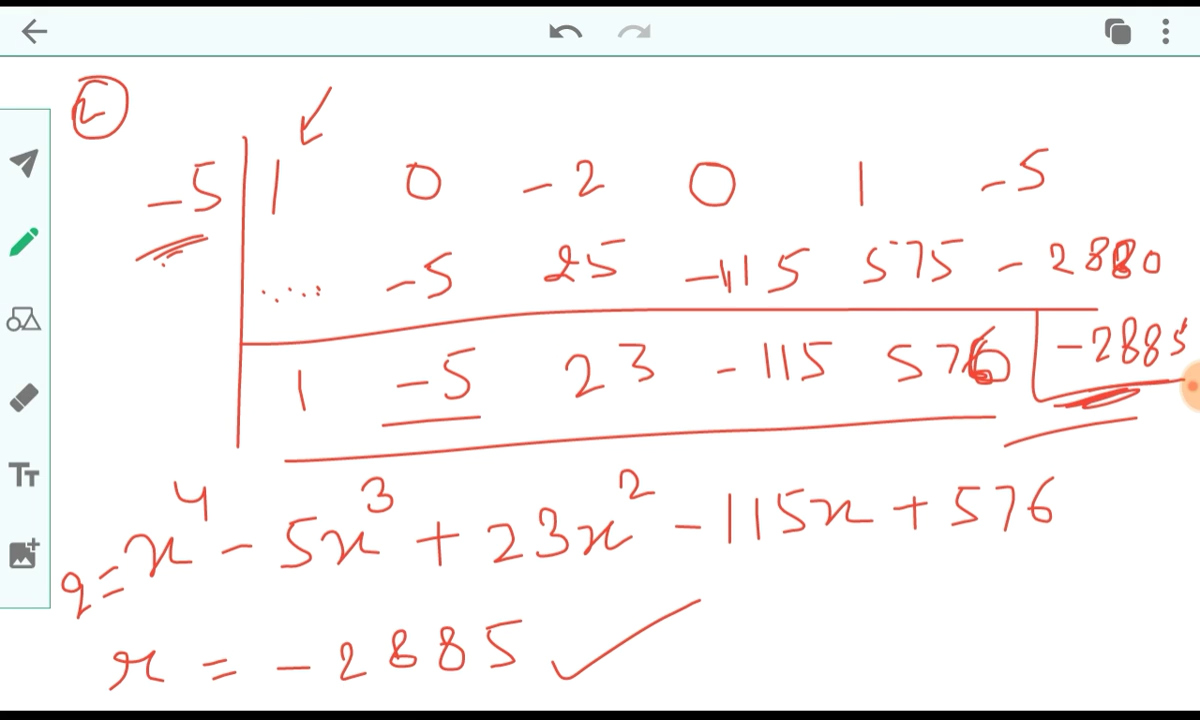 2
-5 | 1 0 -2 0 1 -5
..... -5 25 -115 575 -2880
1 -5 23 -115 576 | -2885
q = x⁴ - 5x³ + 23x² - 115x + 576
r = -2885 ✓
TT